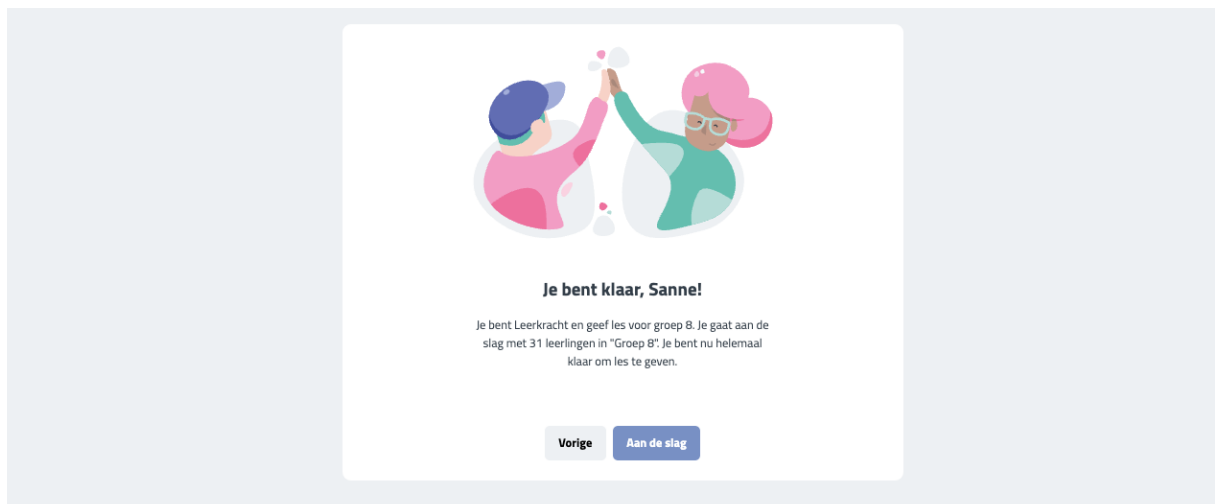 Je bent klaar, Sanne!
Je bent Leerkracht en geef les voor groep 8. Je gaat aan de
slag met 31 leerlingen in "Groep 8". Je bent nu helemaal
klaar om les te geven.
Vorige
Aan de slag